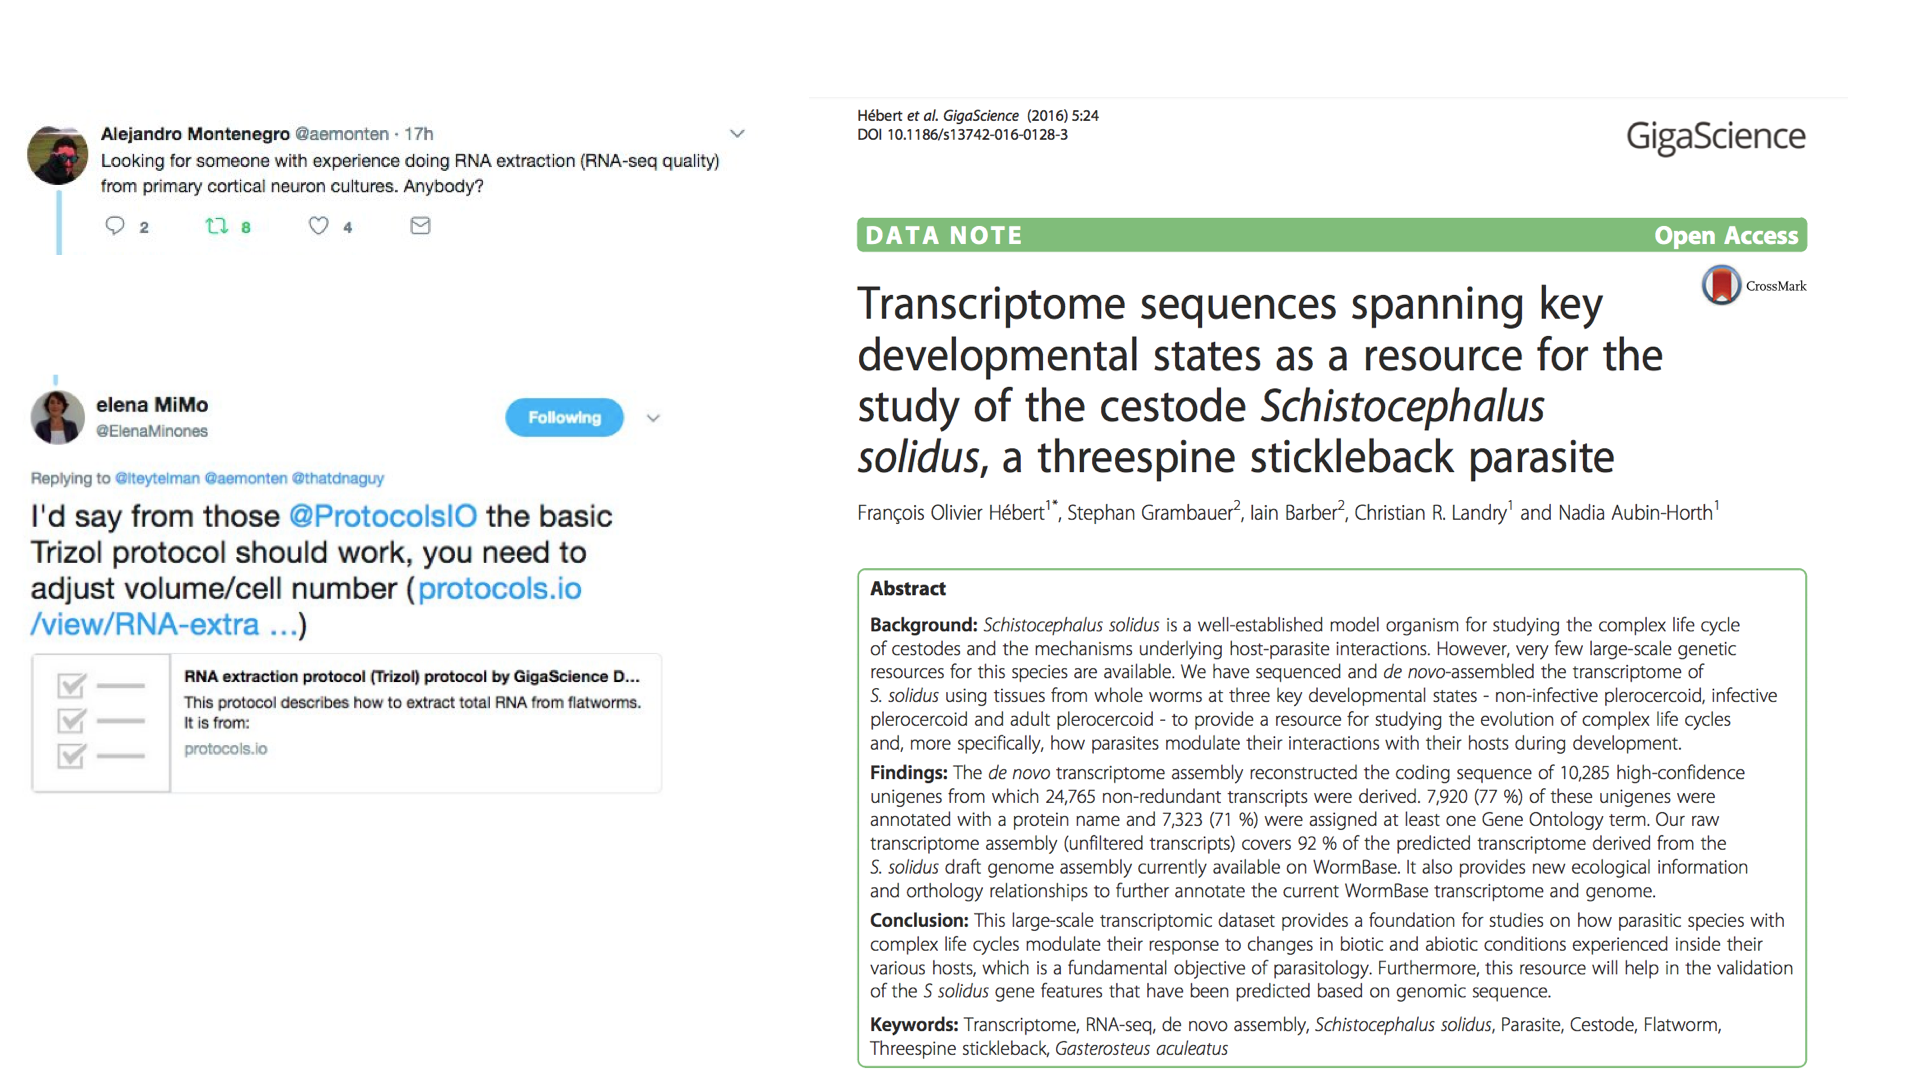 Alejandro Montenegro @aemonten · 17h
Looking for someone with experience doing RNA extraction (RNA-seq quality)
from primary cortical neuron cultures. Anybody?
2 8 4
elena MiMo
@ElenaMinones
Following
Replying to @lteytelman @aemonten @thatdnaguy
I'd say from those @ProtocolsIO the basic
Trizol protocol should work, you need to
adjust volume/cell number (protocols.io
/view/RNA-extra ...)
RNA extraction protocol (Trizol) protocol by GigaScience D...
This protocol describes how to extract total RNA from flatworms.
It is from:
protocols.io
Hébert et al. GigaScience (2016) 5:24
DOI 10.1186/s13742-016-0128-3
GigaScience
DATA NOTE Open Access
CrossMark
Transcriptome sequences spanning key
developmental states as a resource for the
study of the cestode Schistocephalus
solidus, a threespine stickleback parasite
François Olivier Hébert1*, Stephan Grambauer2, Iain Barber2, Christian R. Landry1 and Nadia Aubin-Horth1
Abstract
Background: Schistocephalus solidus is a well-established model organism for studying the complex life cycle
of cestodes and the mechanisms underlying host-parasite interactions. However, very few large-scale genetic
resources for this species are available. We have sequenced and de novo-assembled the transcriptome of
S. solidus using tissues from whole worms at three key developmental states - non-infective plerocercoid, infective
plerocercoid and adult plerocercoid - to provide a resource for studying the evolution of complex life cycles
and, more specifically, how parasites modulate their interactions with their hosts during development.
Findings: The de novo transcriptome assembly reconstructed the coding sequence of 10,285 high-confidence
unigenes from which 24,765 non-redundant transcripts were derived. 7,920 (77 %) of these unigenes were
annotated with a protein name and 7,323 (71 %) were assigned at least one Gene Ontology term. Our raw
transcriptome assembly (unfiltered transcripts) covers 92 % of the predicted transcriptome derived from the
S. solidus draft genome assembly currently available on WormBase. It also provides new ecological information
and orthology relationships to further annotate the current WormBase transcriptome and genome.
Conclusion: This large-scale transcriptomic dataset provides a foundation for studies on how parasitic species with
complex life cycles modulate their response to changes in biotic and abiotic conditions experienced inside their
various hosts, which is a fundamental objective of parasitology. Furthermore, this resource will help in the validation
of the S solidus gene features that have been predicted based on genomic sequence.
Keywords: Transcriptome, RNA-seq, de novo assembly, Schistocephalus solidus, Parasite, Cestode, Flatworm,
Threespine stickleback, Gasterosteus aculeatus